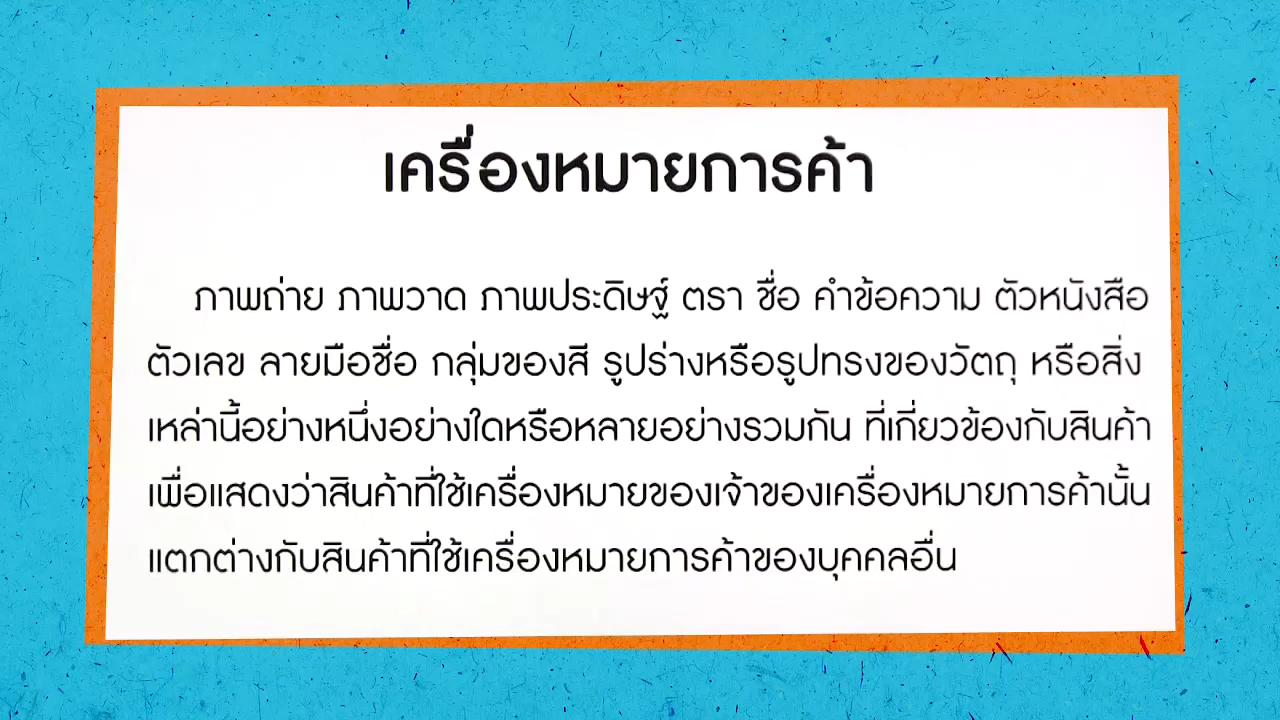 เครื่องหมายการค้า
ภาพถ่าย ภาพวาด ภาพประดิษฐ์ ตรา ชื่อ คำข้อความ ตัวหนังสือ
ตัวเลข ลายมือชื่อ กลุ่มของสี รูปร่างหรือรูปทรงของวัตถุ หรือสิ่ง
เหล่านี้อย่างหนึ่งอย่างใดหรือหลายอย่างรวมกัน ที่เกี่ยวข้องกับสินค้า
เพื่อแสดงว่าสินค้าที่ใช้เครื่องหมายของเจ้าของเครื่องหมายการค้านั้น
แตกต่างกับสินค้าที่ใช้เครื่องหมายการค้าของบุคคลอื่น